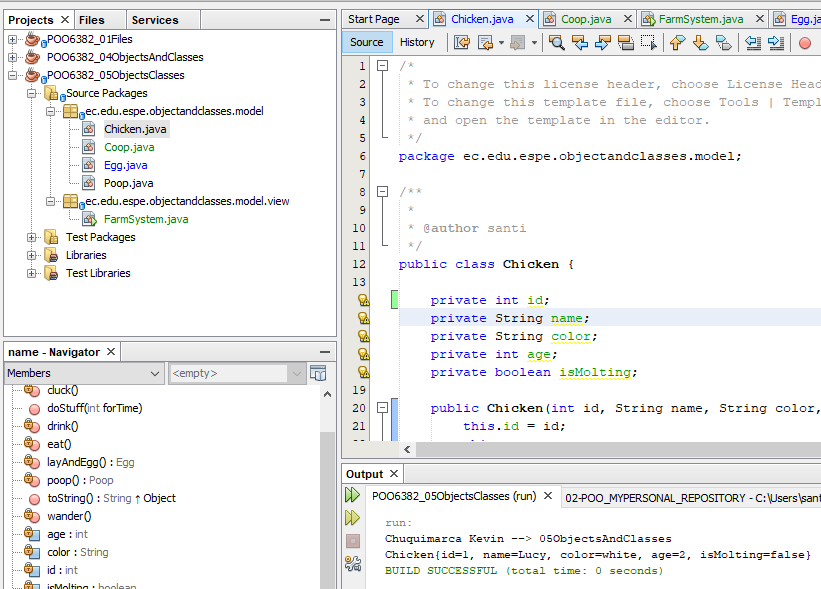 Projects
Files
Services
POO6382_01Files
POO6382_04ObjectsAndClasses
POO6382_05ObjectsClasses
Source Packages
ec.edu.espe.objectandclasses.model
Chicken.java
Coop.java
Egg.java
Poop.java
ec.edu.espe.objectandclasses.model.view
FarmSystem.java
Test Packages
Libraries
Test Libraries
name - Navigator
Members
<empty>
cluck()
doStuff(int forTime)
drink()
eat()
layAndEgg() : Egg
poop() : Poop
toString() : String ↑ Object
wander()
age : int
color : String
id : int
isMolting : boolean
Start Page
Chicken.java
Coop.java
FarmSystem.java
Egg.ja
Source
History
1 /*
2 * To change this license header, choose License Head
3 * To change this template file, choose Tools | Templ
4 * and open the template in the editor.
5 */
6 package ec.edu.espe.objectandclasses.model;
7
8 /**
9 *
10 * @author santi
11 */
12 public class Chicken {
13
private int id;
private String name;
private String color;
private int age;
private boolean isMolting;
19
20 public Chicken(int id, String name, String color,
21 this.id = id;
Output
POO6382_05ObjectsClasses (run)
02-POO_MYPERSONAL_REPOSITORY - C:\Users\sant
run:
Chuquimarca Kevin --> 05ObjectsAndClasses
Chicken{id=1, name=Lucy, color=white, age=2, isMolting=false}
BUILD SUCCESSFUL (total time: 0 seconds)